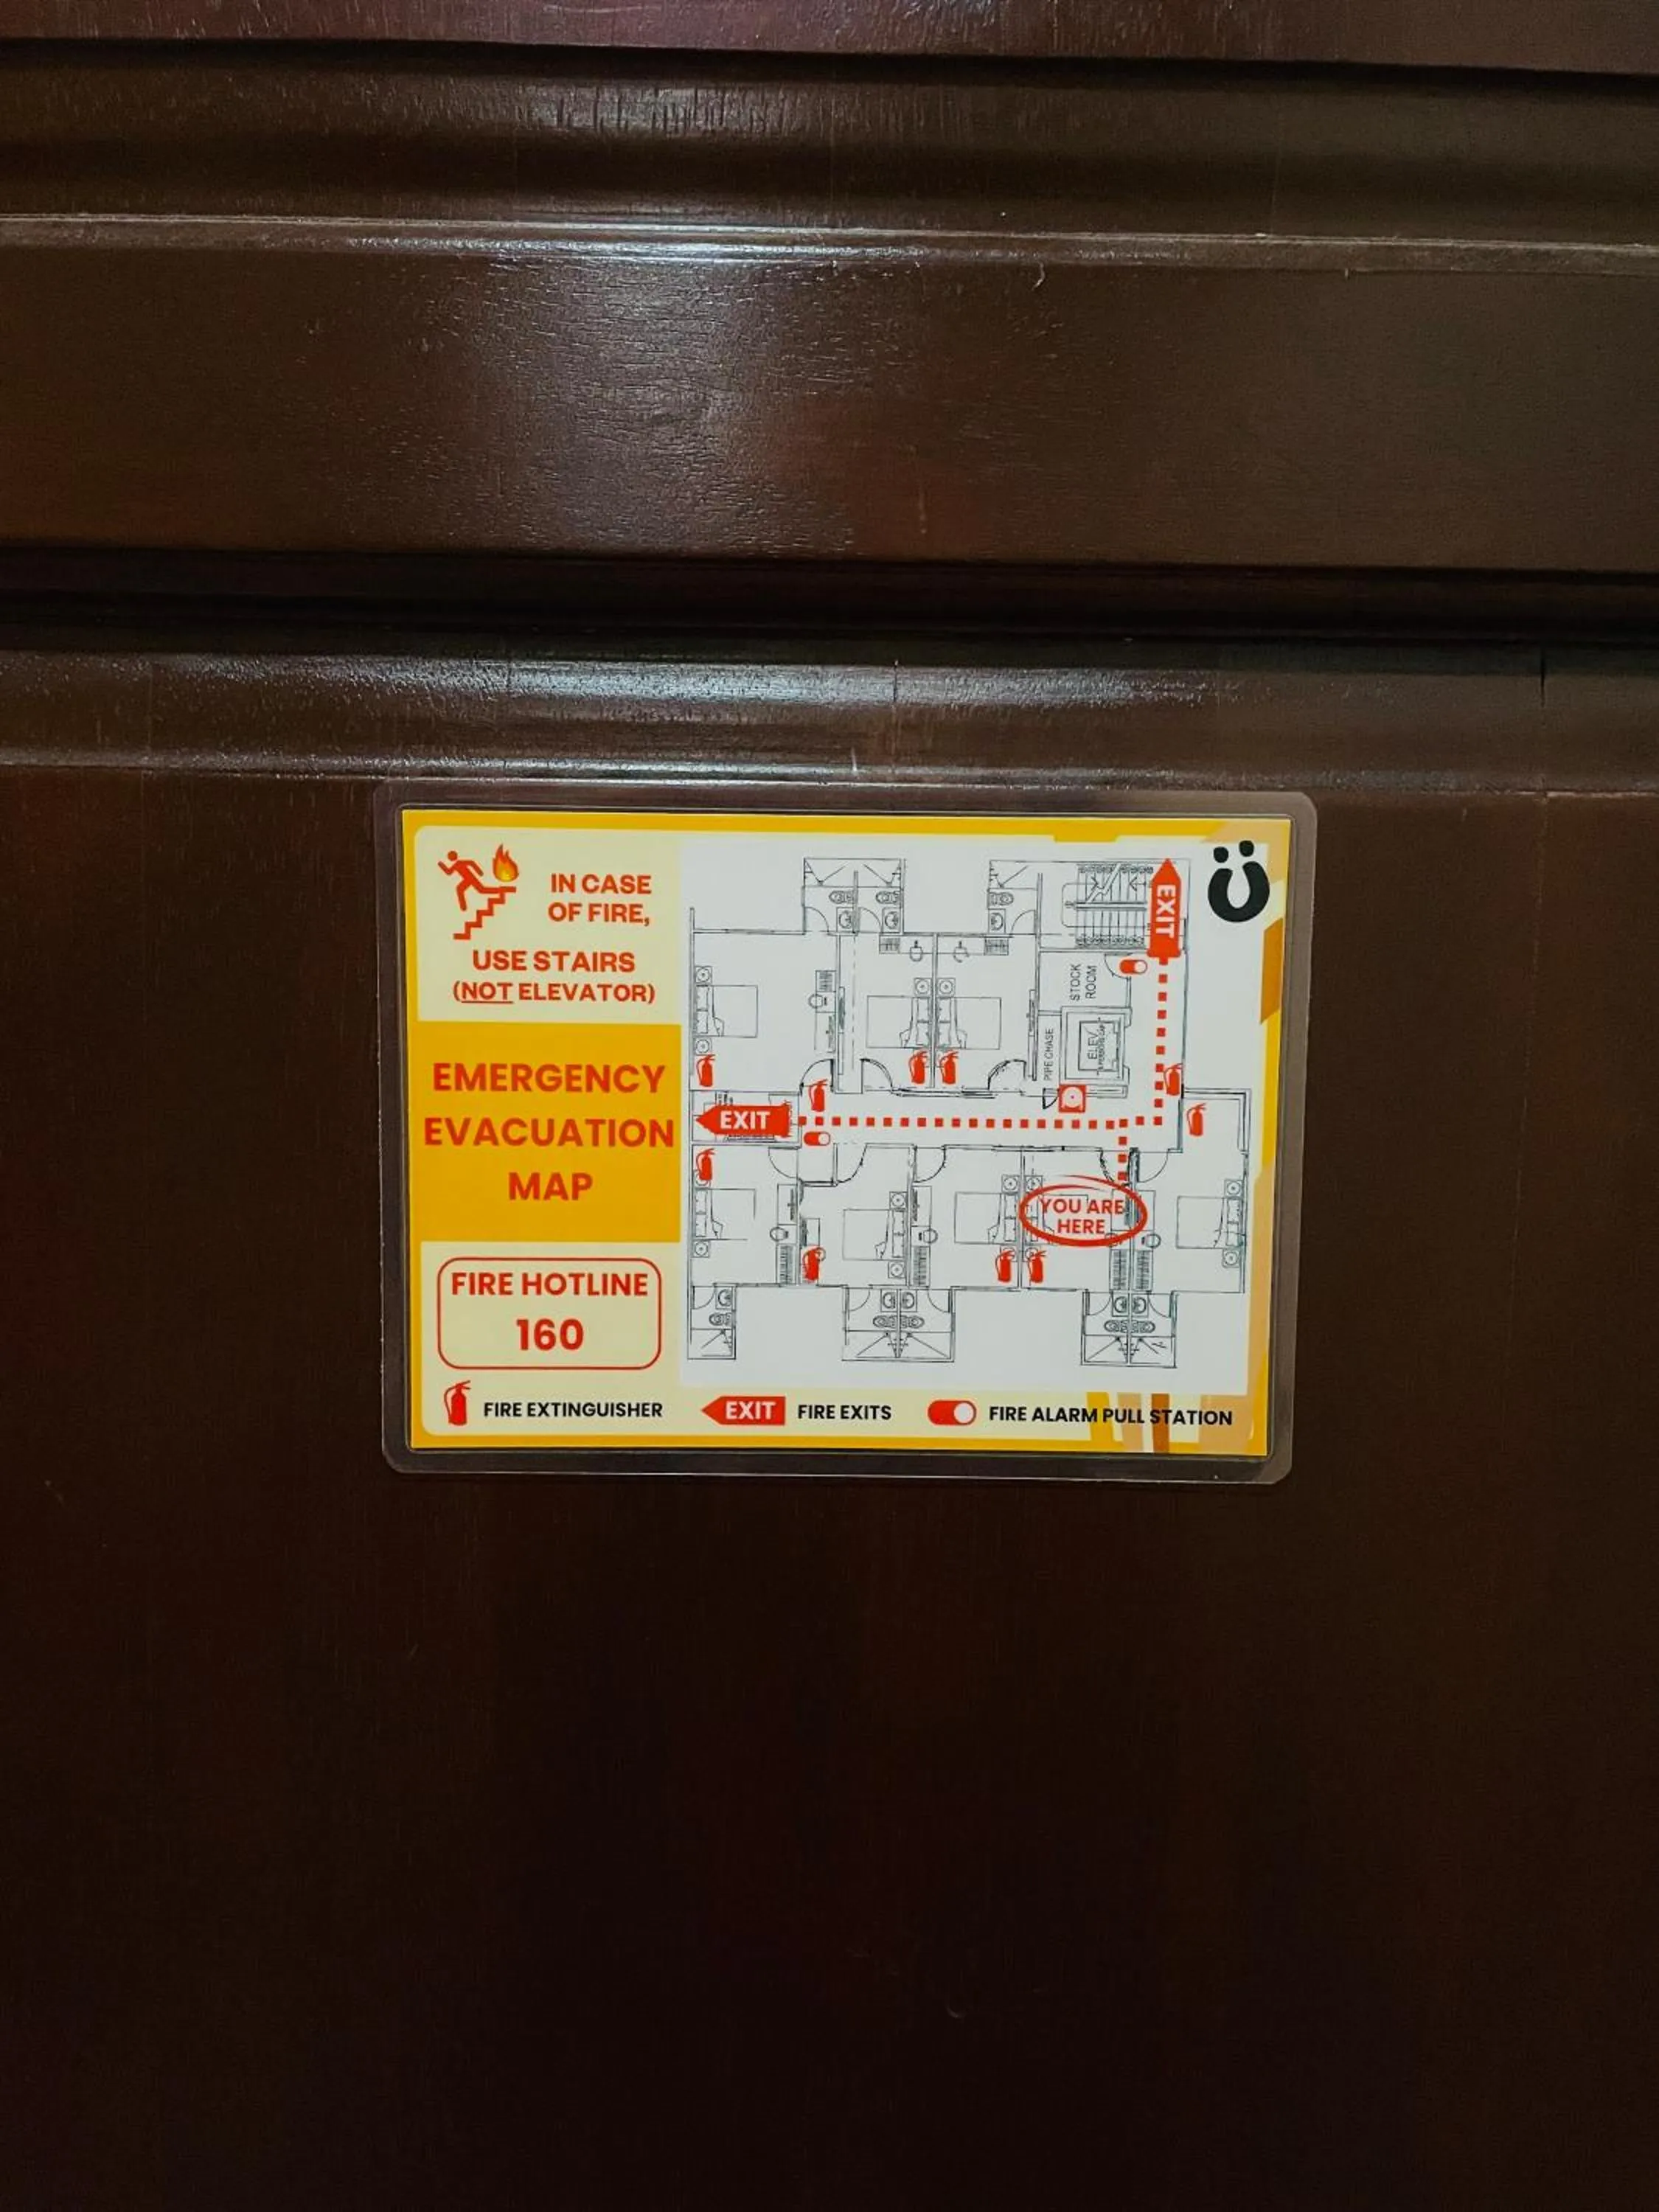 IN CASE
OF FIRE,
USE STAIRS
(NOT ELEVATOR)
EMERGENCY
EVACUATION
MAP
FIRE HOTLINE
160
EXIT
STOCK
ROOM
PIPE CHASE
ELEV.
EXIT
YOU ARE
HERE
FIRE EXTINGUISHER
EXIT FIRE EXITS
FIRE ALARM PULL STATION